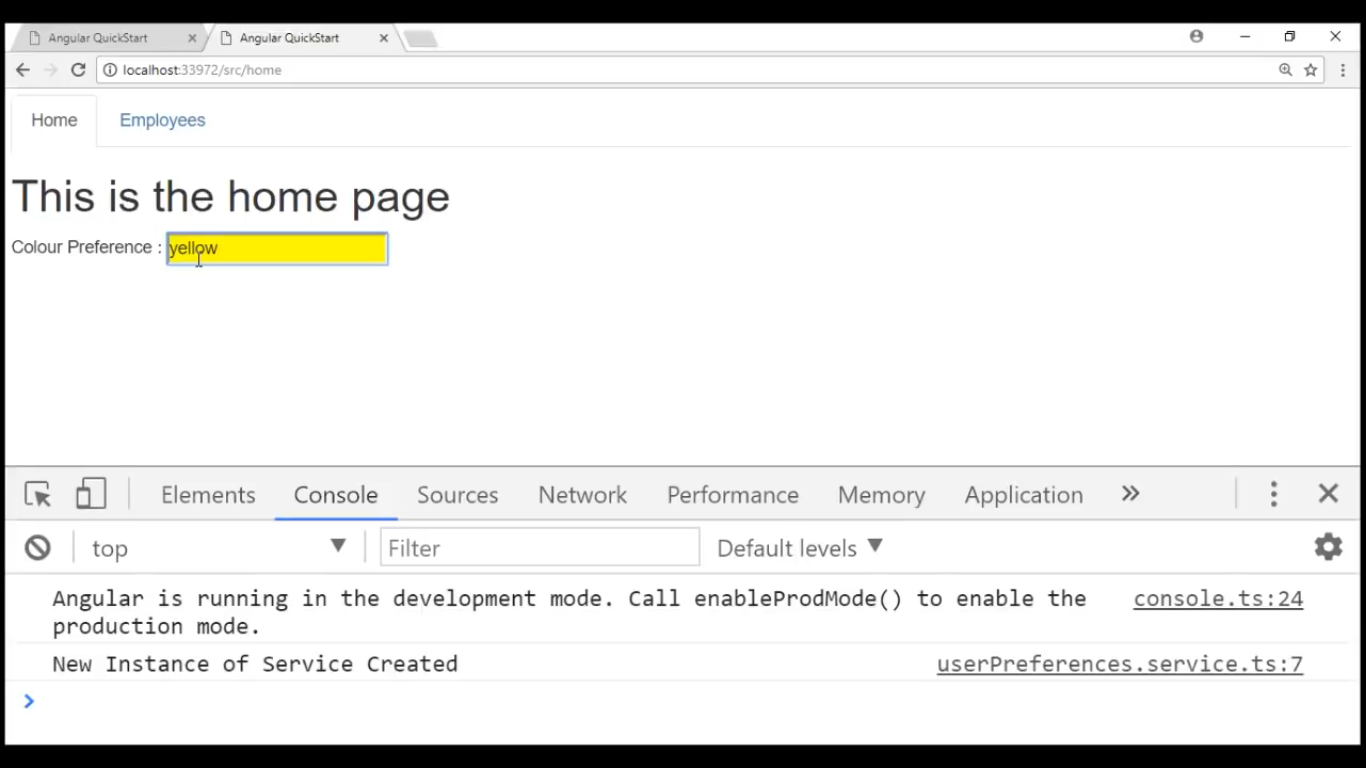 Angular QuickStart Angular QuickStart
localhost:33972/src/home
Home Employees
This is the home page
Colour Preference : yellow
Elements Console Sources Network Performance Memory Application
top Filter Default levels
Angular is running in the development mode. Call enableProdMode() to enable the console.ts:24
production mode.
New Instance of Service Created userPreferences.service.ts:7